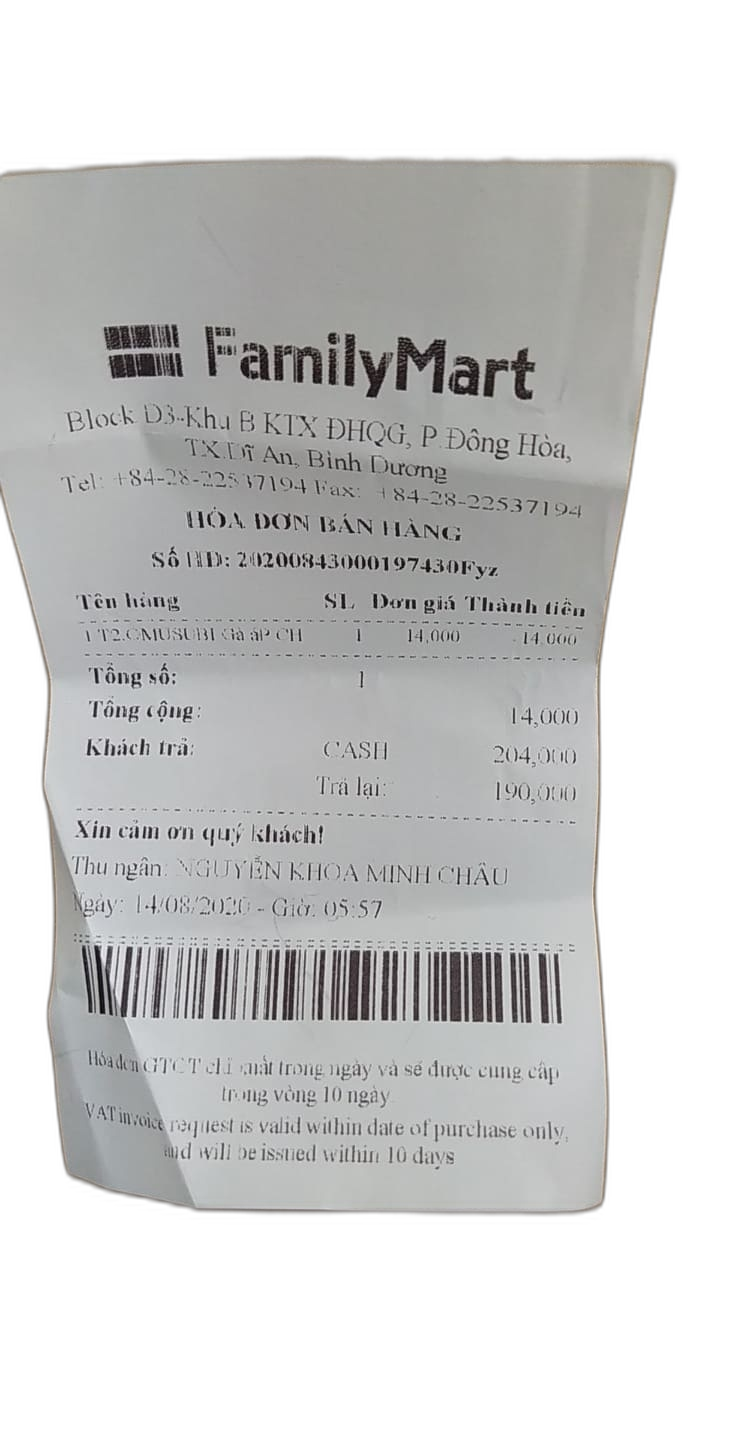 FamilyMart
Block D3-Khu B KTX ĐHQG, P.Đông Hòa,
TX.Dĩ An, Bình Dương
Tel: +84-28-22537194 Fax: +84-28-22537194
HÓA ĐƠN BÁN HÀNG
Số HD: 20200843000197430Fyz
Tên hàng SL Đơn giá Thành tiền
1 T2.OMUSUBI Gà áP CH 1 14,000 14,000
Tổng số: 1
Tổng cộng: 14,000
Khách trả: CASH 204,000
Trả lại: 190,000
Xin cảm ơn quý khách!
Thu ngân: NGUYỄN KHOA MINH CHÂU
Ngày: 14/08/2020 - Giờ: 05:57
Hóa đơn GTGT chỉ xuất trong ngày và sẽ được cung cấp
trong vòng 10 ngày
VAT invoice request is valid within date of purchase only,
and will be issued within 10 days